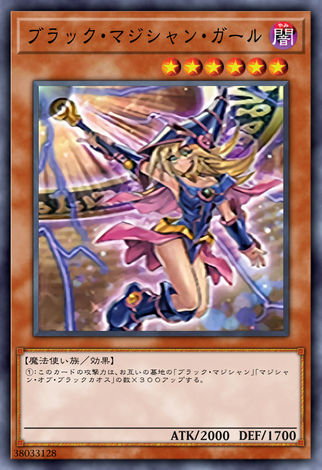 ブラック・マジシャン・ガール
闇
やみ
【魔法使い族／効果】
①：このカードの攻撃力は、お互いの墓地の「ブラック・マジシャン」「マジシャ
ン・オブ・ブラックカオス」の数×３００アップする。
ATK/2000 DEF/1700
38033128